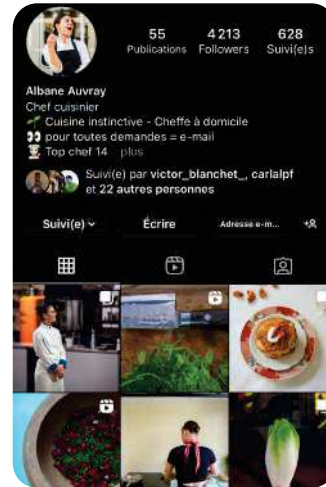 55 4 213 628
Publications Followers Suivi(e)s
Albane Auvray
Chef cuisinier
🌱 Cuisine instinctive - Cheffe à domicile
👀 pour toutes demandes = e-mail
👩‍🍳 Top chef 14 plus
Suivi(e) par victor_blanchet_, carlalpf
et 22 autres personnes
Suivi(e) Écrire Adresse e-m...